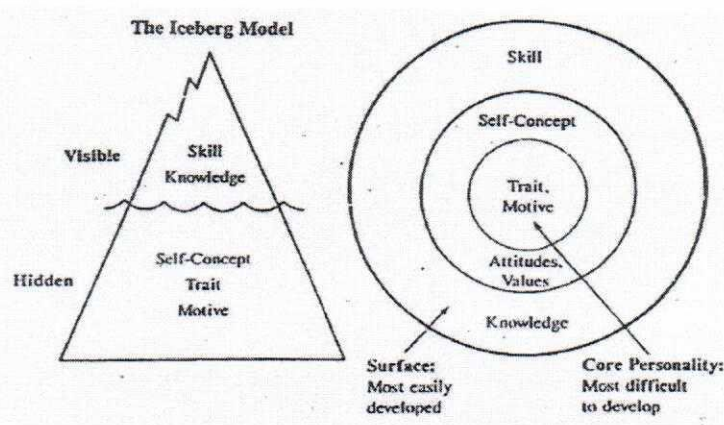 The Iceberg Model
Visible
Skill
Knowledge
Hidden
Self-Concept
Trait
Motive
Skill
Self-Concept
Trait,
Motive
Attitudes,
Values
Knowledge
Surface:
Most easily
developed
Core Personality:
Most difficult
to develop